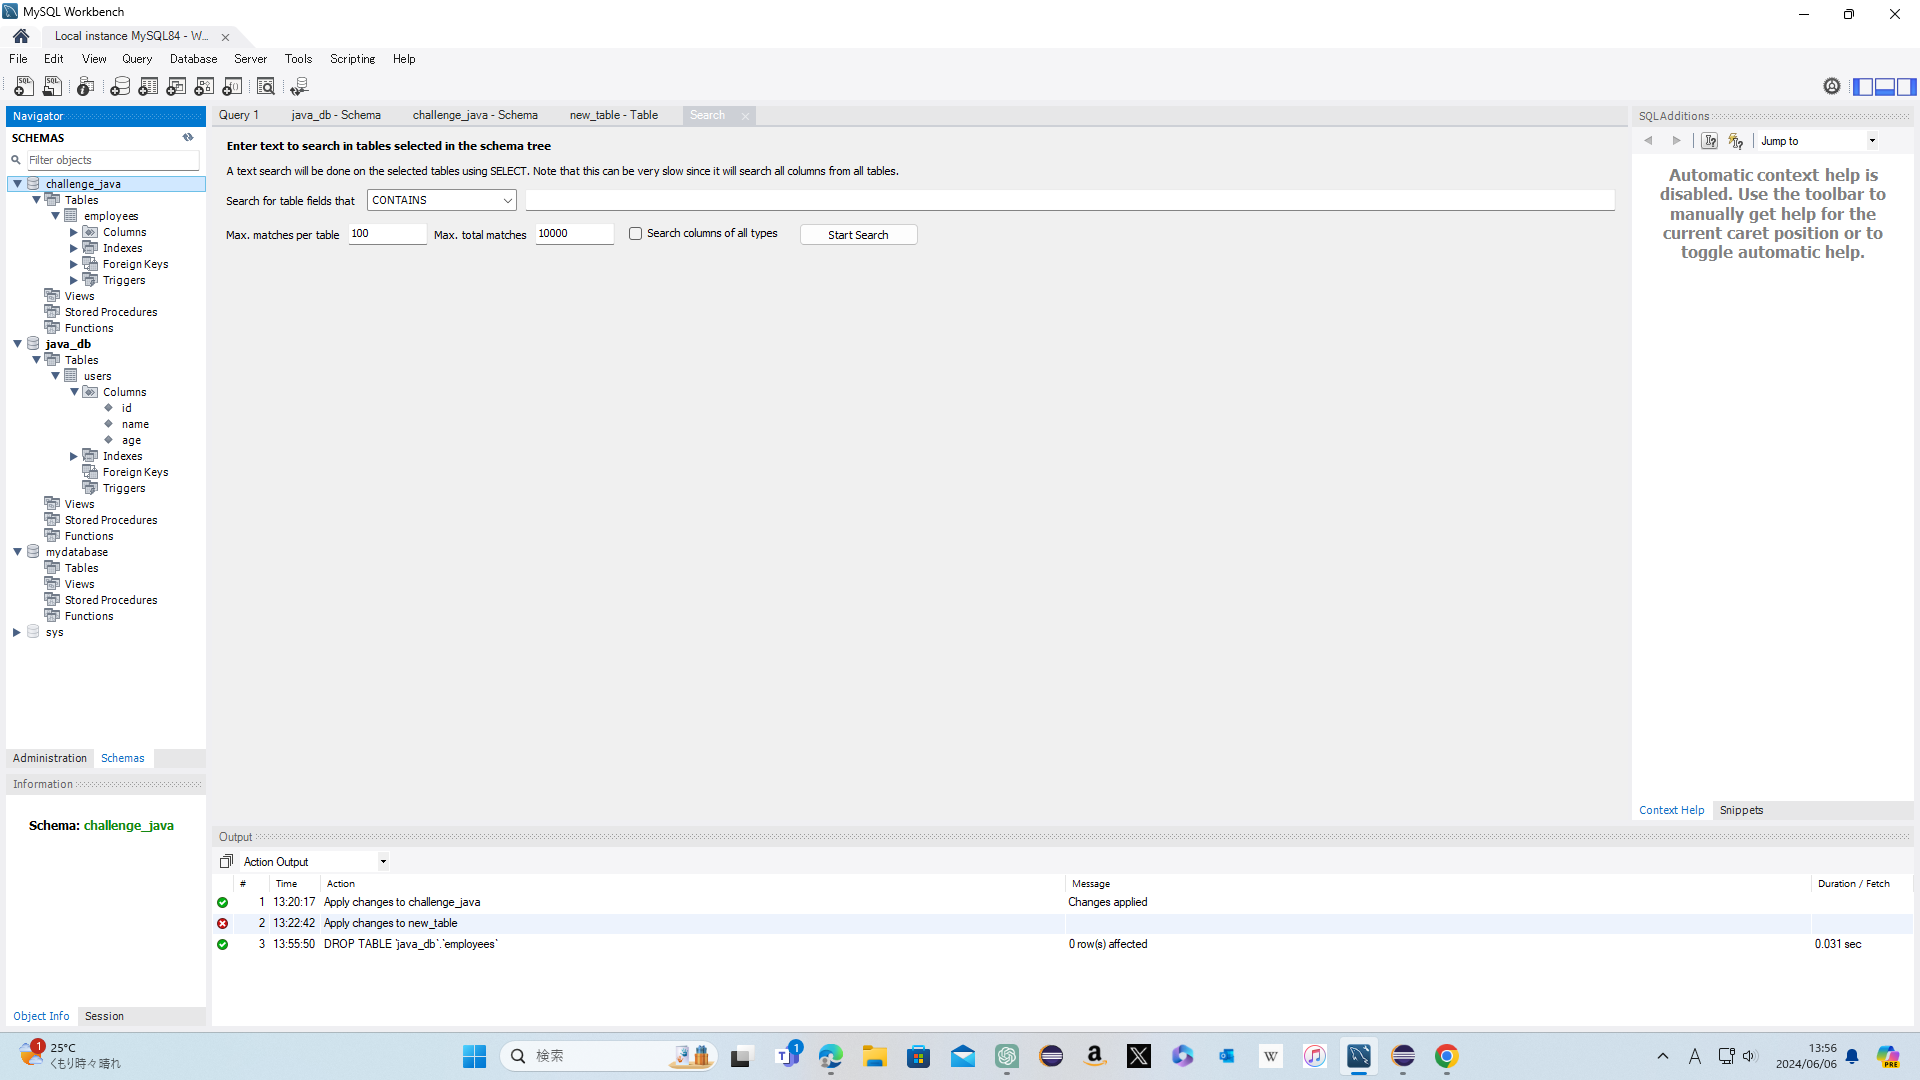 MySQL Workbench
Local instance MySQL84 - W...
File Edit View Query Database Server Tools Scripting Help
Navigator
SCHEMAS
Filter objects
challenge_java
Tables
employees
Columns
Indexes
Foreign Keys
Triggers
Views
Stored Procedures
Functions
java_db
Tables
users
Columns
id
name
age
Indexes
Foreign Keys
Triggers
Views
Stored Procedures
Functions
mydatabase
Tables
Views
Stored Procedures
Functions
sys
Administration Schemas
Information
Schema: challenge_java
Object Info Session
Query 1 java_db - Schema challenge_java - Schema new_table - Table Search
Enter text to search in tables selected in the schema tree
A text search will be done on the selected tables using SELECT. Note that this can be very slow since it will search all columns from all tables.
Search for table fields that CONTAINS
Max. matches per table 100 Max. total matches 10000 Search columns of all types Start Search
SQLAdditions
Jump to
Automatic context help is
disabled. Use the toolbar to
manually get help for the
current caret position or to
toggle automatic help.
Context Help Snippets
Output
Action Output
# Time Action Message Duration / Fetch
1 13:20:17 Apply changes to challenge_java Changes applied
2 13:22:42 Apply changes to new_table
3 13:55:50 DROP TABLE `java_db`.`employees` 0 row(s) affected 0.031 sec
1 25°C
くもり時々晴れ
検索
1
A
13:56
2024/06/06